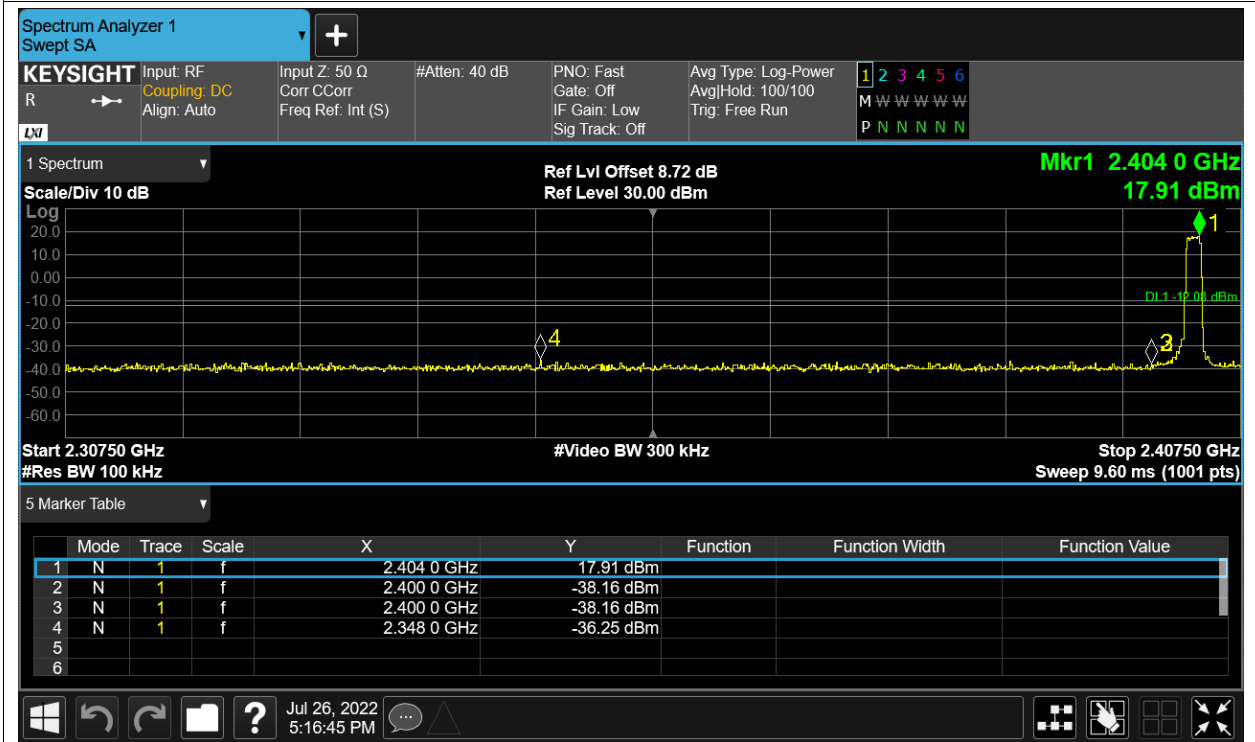 Spectrum Analyzer 1
Swept SA
+
KEYSIGHT Input: RF Input Z: 50 Ω #Atten: 40 dB PNO: Fast Avg Type: Log-Power 1 2 3 4 5 6
R Coupling: DC Corr CCorr Gate: Off Avg|Hold: 100/100 M W W W W W W
Align: Auto Freq Ref: Int (S) IF Gain: Low Trig: Free Run
LXI Sig Track: Off P N N N N N N
1 Spectrum Ref Lvl Offset 8.72 dB Mkr1 2.404 0 GHz
Scale/Div 10 dB Ref Level 30.00 dBm 17.91 dBm
Log
1
20.0
10.0
0.00
-10.0 DL1 -12.08 dBm
-20.0
-30.0 4
-40.0
-50.0
-60.0
Start 2.30750 GHz #Video BW 300 kHz Stop 2.40750 GHz
#Res BW 100 kHz Sweep 9.60 ms (1001 pts)
5 Marker Table
Mode Trace Scale X Y Function Function Width Function Value
1 N 1 f 2.404 0 GHz 17.91 dBm
2 N 1 f 2.400 0 GHz -38.16 dBm
3 N 1 f 2.400 0 GHz -38.16 dBm
4 N 1 f 2.348 0 GHz -36.25 dBm
5
6
? Jul 26, 2022
5:16:45 PM